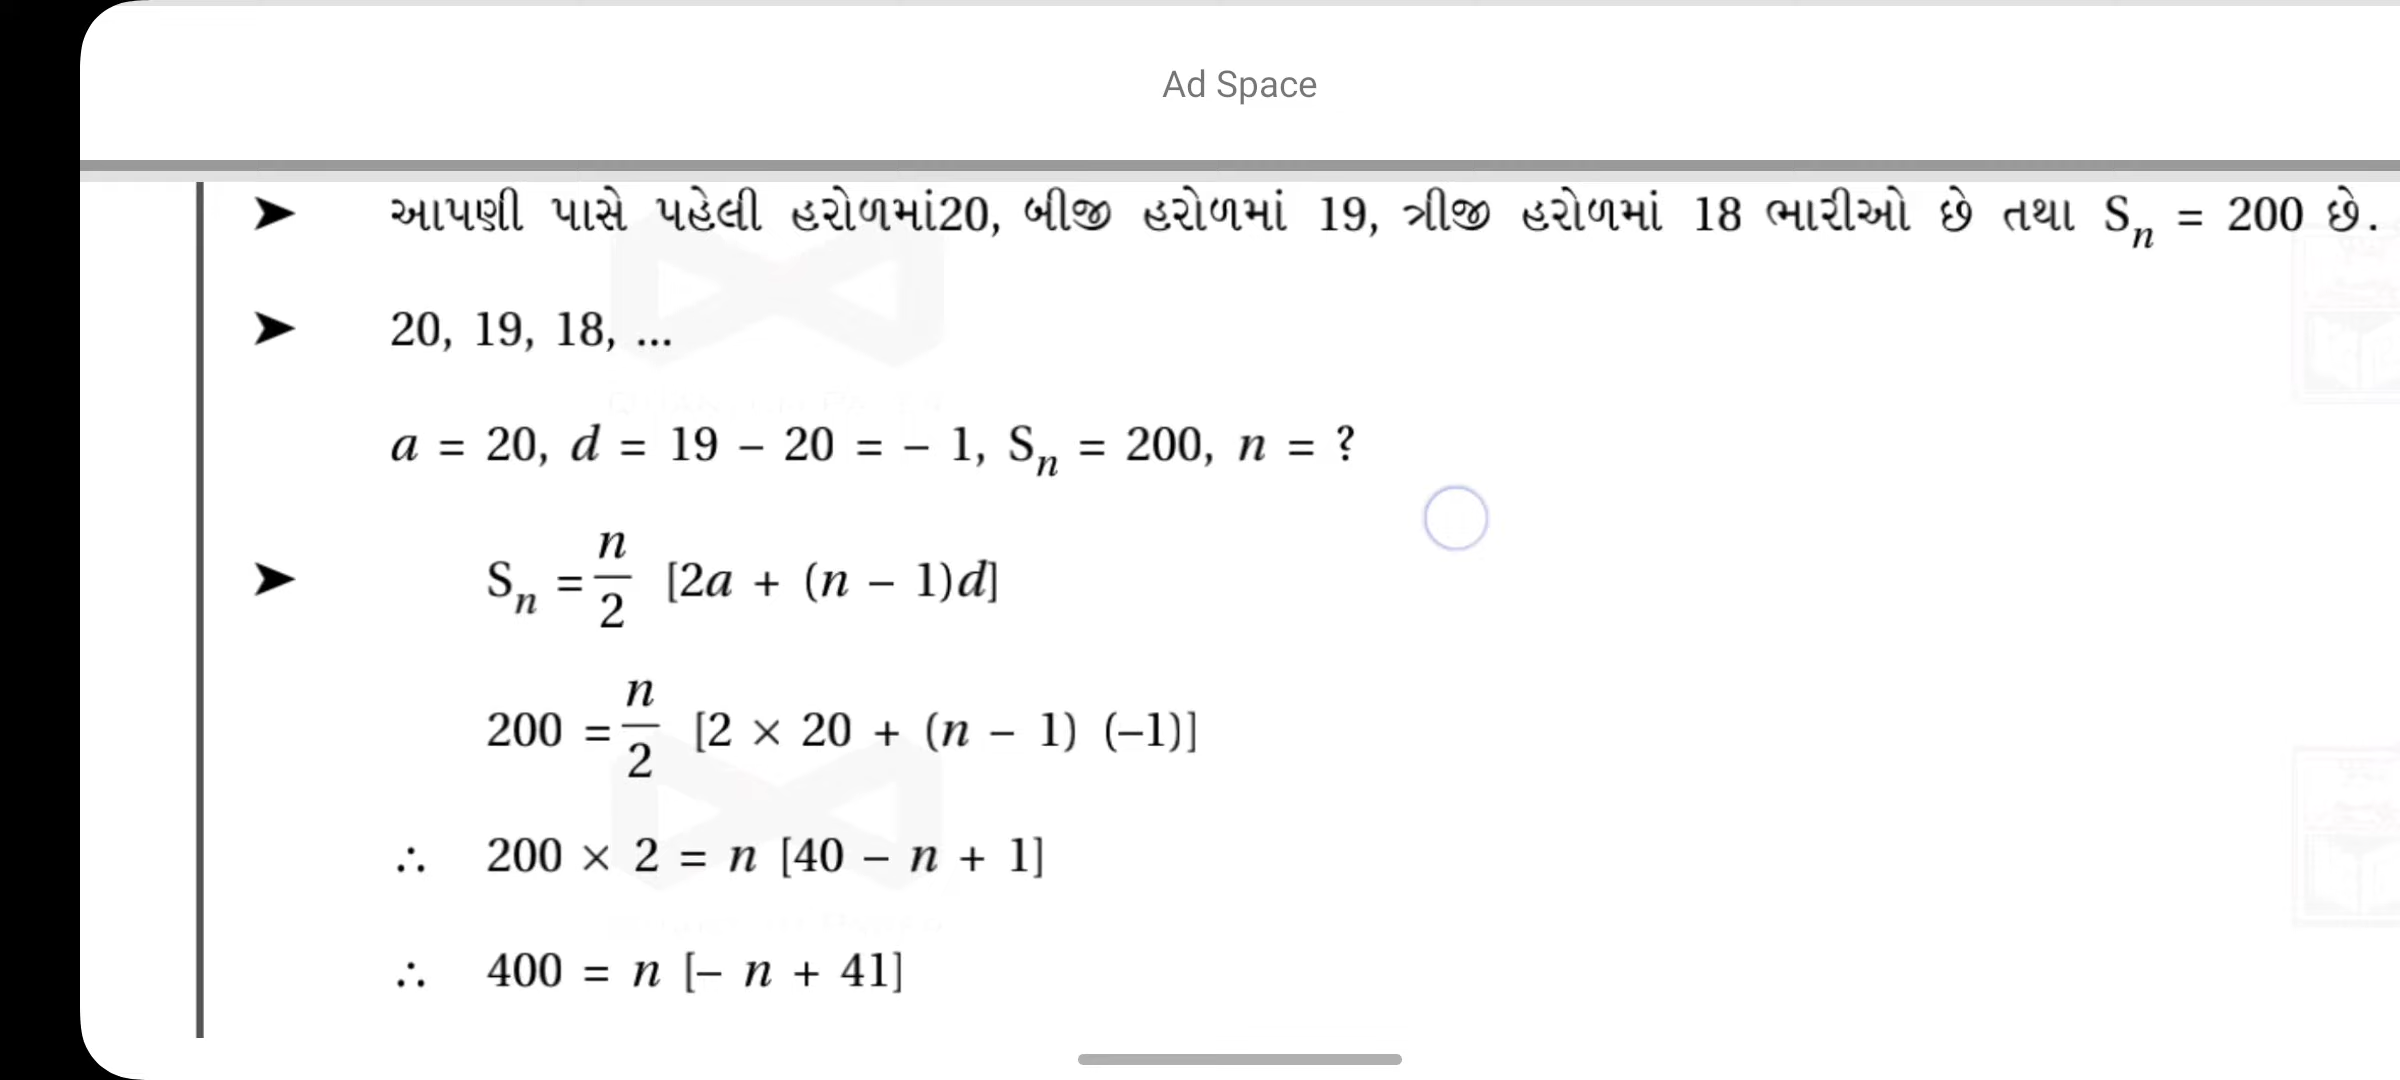 Ad Space
➤ આપણી પાસે પહેલી હરોળમાં20, બીજી હરોળમાં 19, ત્રીજી હરોળમાં 18 ભારીઓ છે તથા Sₙ = 200 છે.
➤ 20, 19, 18, ...
a = 20, d = 19 – 20 = – 1, Sₙ = 200, n = ?
➤ Sₙ = n/2 [2a + (n – 1)d]
200 = n/2 [2 × 20 + (n – 1) (–1)]
∴ 200 × 2 = n [40 – n + 1]
∴ 400 = n [– n + 41]